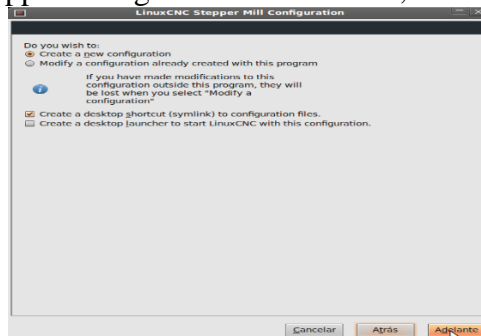 LinuxCNC Stepper Mill Configuration
Do you wish to:
Create a new configuration
Modify a configuration already created with this program
If you have made modifications to this
configuration outside this program, they will
be lost when you select "Modify a
configuration"
Create a desktop shortcut (symlink) to configuration files.
Create a desktop launcher to start LinuxCNC with this configuration.
Cancelar Atrás Adelante